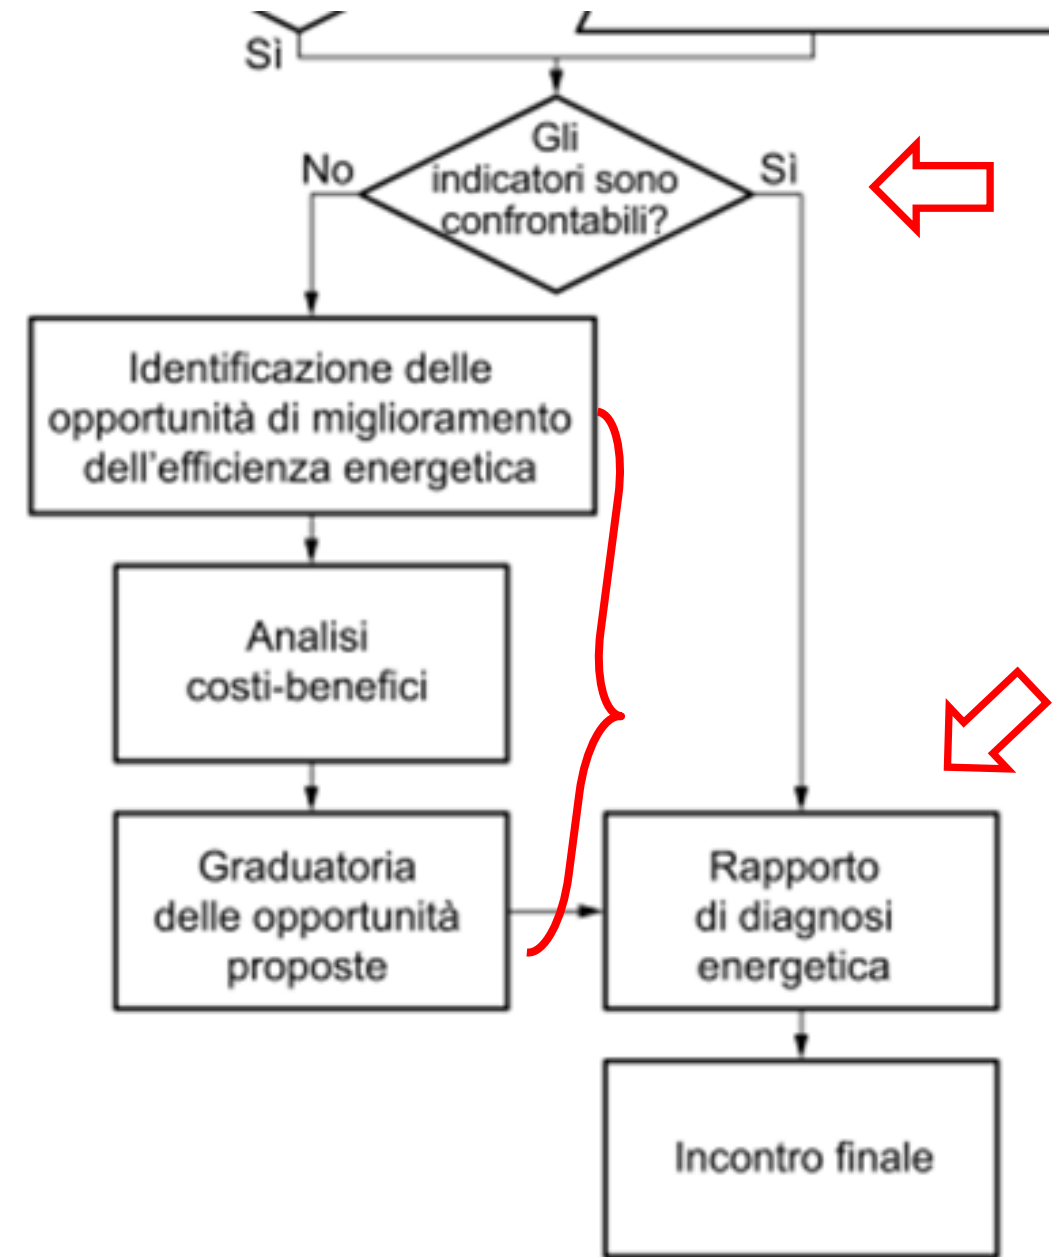 Sì
Gli
indicatori sono
confrontabili?
No
Sì
Identificazione delle
opportunità di miglioramento
dell'efficienza energetica
Analisi
costi-benefici
Graduatoria
delle opportunità
proposte
Rapporto
di diagnosi
energetica
Incontro finale